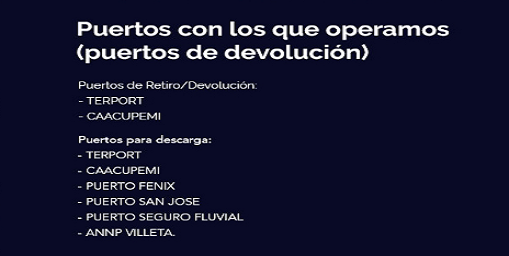 Puertos con los que operamos
(puertos de devolución)
Puertos de Retiro/Devolución:
- TERPORT
- CAACUPEMI
Puertos para descarga:
- TERPORT
- CAACUPEMI
- PUERTO FENIX
- PUERTO SAN JOSE
- PUERTO SEGURO FLUVIAL
- ANNP VILLETA.